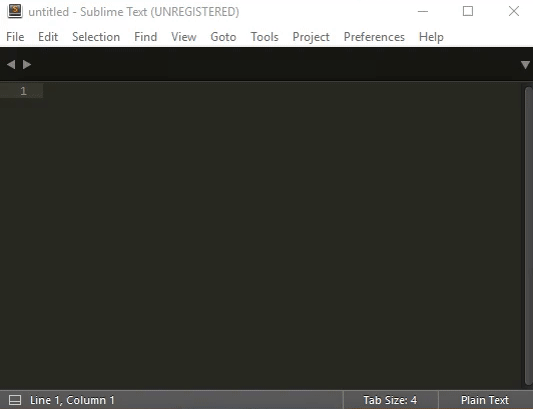 untitled - Sublime Text (UNREGISTERED)
File Edit Selection Find View Goto Tools Project Preferences Help
1
Line 1, Column 1 Tab Size: 4 Plain Text